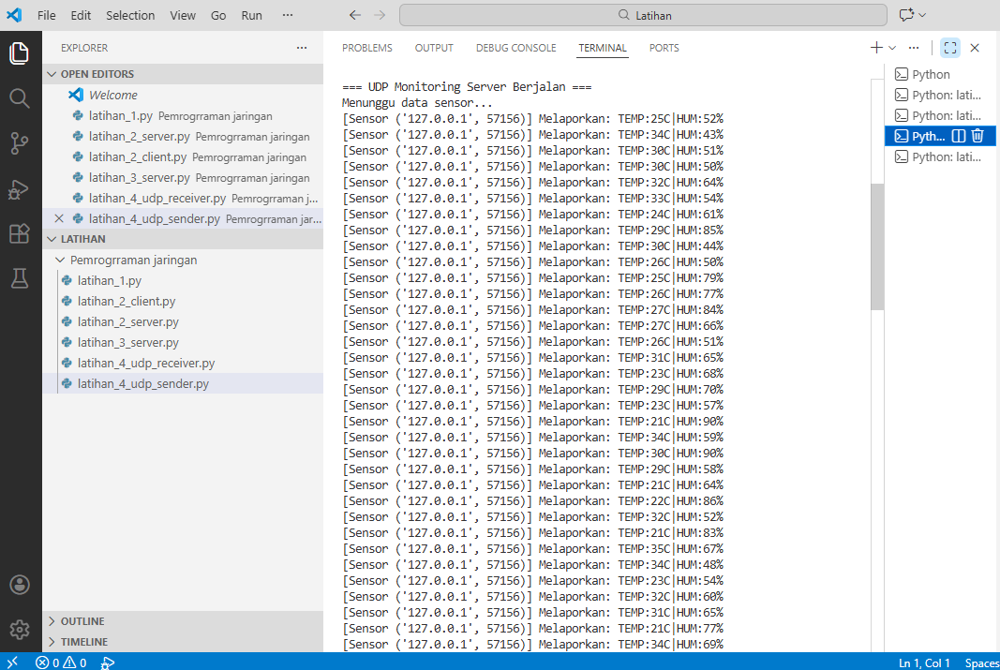 File Edit Selection View Go Run ···
Latihan
EXPLORER ···
OPEN EDITORS
Welcome
latihan_1.py Pemrogrraman jaringan
latihan_2_server.py Pemrogrraman jaringan
latihan_2_client.py Pemrogrraman jaringan
latihan_3_server.py Pemrogrraman jaringan
latihan_4_udp_receiver.py Pemrogrraman j...
latihan_4_udp_sender.py Pemrogrraman jar...
LATIHAN
Pemrogrraman jaringan
latihan_1.py
latihan_2_client.py
latihan_2_server.py
latihan_3_server.py
latihan_4_udp_receiver.py
latihan_4_udp_sender.py
OUTLINE
TIMELINE
PROBLEMS OUTPUT DEBUG CONSOLE TERMINAL PORTS
=== UDP Monitoring Server Berjalan ===
Menunggu data sensor...
[Sensor ('127.0.0.1', 57156)] Melaporkan: TEMP:25C|HUM:52%
[Sensor ('127.0.0.1', 57156)] Melaporkan: TEMP:34C|HUM:43%
[Sensor ('127.0.0.1', 57156)] Melaporkan: TEMP:30C|HUM:51%
[Sensor ('127.0.0.1', 57156)] Melaporkan: TEMP:30C|HUM:50%
[Sensor ('127.0.0.1', 57156)] Melaporkan: TEMP:32C|HUM:64%
[Sensor ('127.0.0.1', 57156)] Melaporkan: TEMP:33C|HUM:54%
[Sensor ('127.0.0.1', 57156)] Melaporkan: TEMP:24C|HUM:61%
[Sensor ('127.0.0.1', 57156)] Melaporkan: TEMP:29C|HUM:85%
[Sensor ('127.0.0.1', 57156)] Melaporkan: TEMP:30C|HUM:44%
[Sensor ('127.0.0.1', 57156)] Melaporkan: TEMP:26C|HUM:50%
[Sensor ('127.0.0.1', 57156)] Melaporkan: TEMP:25C|HUM:79%
[Sensor ('127.0.0.1', 57156)] Melaporkan: TEMP:26C|HUM:77%
[Sensor ('127.0.0.1', 57156)] Melaporkan: TEMP:27C|HUM:84%
[Sensor ('127.0.0.1', 57156)] Melaporkan: TEMP:27C|HUM:66%
[Sensor ('127.0.0.1', 57156)] Melaporkan: TEMP:26C|HUM:51%
[Sensor ('127.0.0.1', 57156)] Melaporkan: TEMP:31C|HUM:65%
[Sensor ('127.0.0.1', 57156)] Melaporkan: TEMP:23C|HUM:68%
[Sensor ('127.0.0.1', 57156)] Melaporkan: TEMP:29C|HUM:70%
[Sensor ('127.0.0.1', 57156)] Melaporkan: TEMP:23C|HUM:57%
[Sensor ('127.0.0.1', 57156)] Melaporkan: TEMP:21C|HUM:90%
[Sensor ('127.0.0.1', 57156)] Melaporkan: TEMP:34C|HUM:59%
[Sensor ('127.0.0.1', 57156)] Melaporkan: TEMP:30C|HUM:90%
[Sensor ('127.0.0.1', 57156)] Melaporkan: TEMP:29C|HUM:58%
[Sensor ('127.0.0.1', 57156)] Melaporkan: TEMP:21C|HUM:64%
[Sensor ('127.0.0.1', 57156)] Melaporkan: TEMP:22C|HUM:86%
[Sensor ('127.0.0.1', 57156)] Melaporkan: TEMP:32C|HUM:52%
[Sensor ('127.0.0.1', 57156)] Melaporkan: TEMP:21C|HUM:83%
[Sensor ('127.0.0.1', 57156)] Melaporkan: TEMP:35C|HUM:67%
[Sensor ('127.0.0.1', 57156)] Melaporkan: TEMP:34C|HUM:48%
[Sensor ('127.0.0.1', 57156)] Melaporkan: TEMP:23C|HUM:54%
[Sensor ('127.0.0.1', 57156)] Melaporkan: TEMP:32C|HUM:60%
[Sensor ('127.0.0.1', 57156)] Melaporkan: TEMP:31C|HUM:65%
[Sensor ('127.0.0.1', 57156)] Melaporkan: TEMP:21C|HUM:77%
[Sensor ('127.0.0.1', 57156)] Melaporkan: TEMP:34C|HUM:69%
Python
Python: lati...
Python: lati...
Pyth...
Python: lati...
0 0
Ln 1, Col 1 Spaces